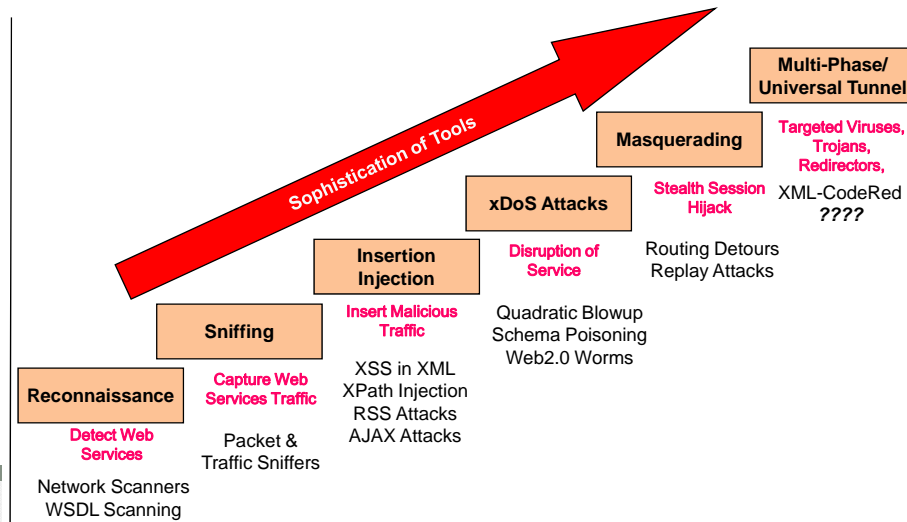 Sophistication of Tools
Reconnaissance
Detect Web
Services
Network Scanners
WSDL Scanning
Sniffing
Capture Web
Services Traffic
Packet &
Traffic Sniffers
Insertion
Injection
Insert Malicious
Traffic
XSS in XML
XPath Injection
RSS Attacks
AJAX Attacks
xDoS Attacks
Disruption of
Service
Quadratic Blowup
Schema Poisoning
Web2.0 Worms
Masquerading
Stealth Session
Hijack
Routing Detours
Replay Attacks
Multi-Phase/
Universal Tunnel
Targeted Viruses,
Trojans,
Redirectors,
XML-CodeRed
????